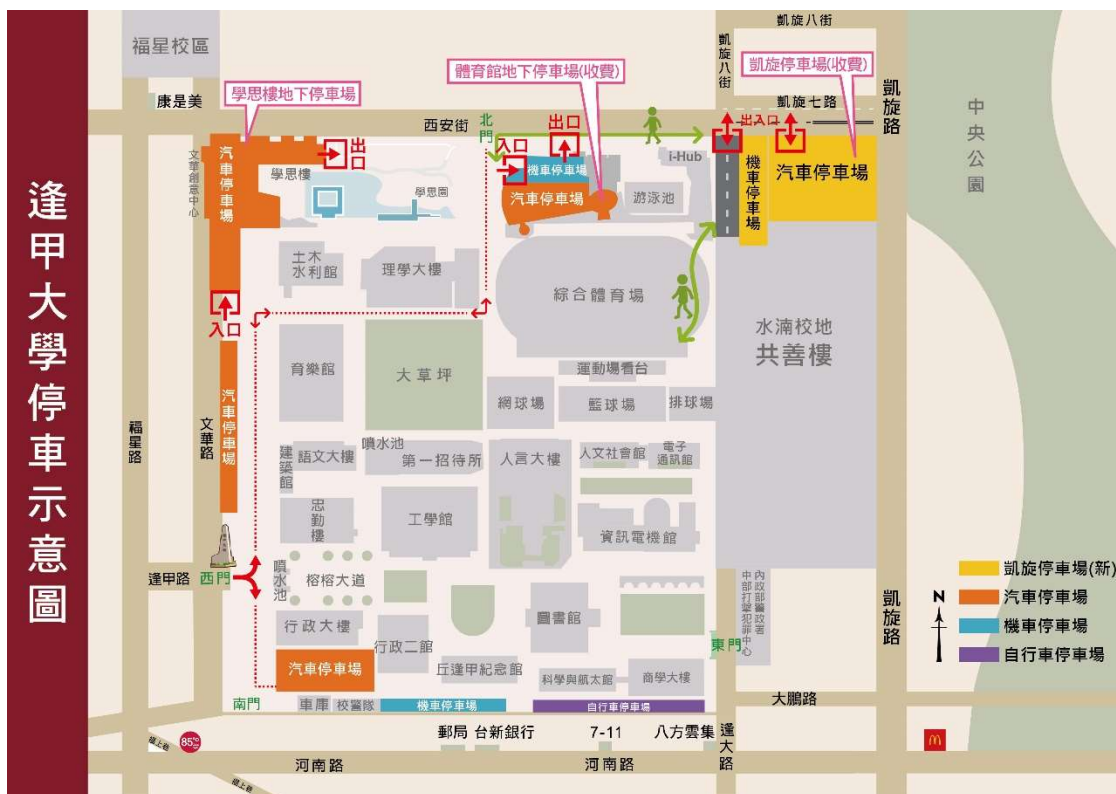 逢甲大學停車示意圖
福星校區
康是美
學思樓地下停車場
體育館地下停車場(收費)
凱旋停車場(收費)
凱旋八街
凱旋八街
凱旋七路
凱旋路
中央公園
西安街
北門
出口
入口
出入口
文華創意中心
汽車停車場
學思樓
出口
學思園
機車停車場
汽車停車場
i-Hub
游泳池
機車停車場
汽車停車場
土木
水利館
理學大樓
綜合體育場
入口
水湳校地
共善樓
育樂館
大草坪
運動場看台
網球場
籃球場
排球場
汽車停車場
文華路
福星路
建築館
語文大樓
噴水池
第一招待所
人言大樓
人文社會館
電子
通訊館
忠勤樓
工學館
資訊電機館
逢甲路
西門
噴水池
榕榕大道
行政大樓
行政二館
圖書館
內政部警政署
中部打擊犯罪中心
東門
汽車停車場
丘逢甲紀念館
科學與航太館
商學大樓
南門
車庫
校警隊
機車停車場
自行車停車場
大鵬路
郵局
台新銀行
7-11
八方雲集
逢大路
河南路
河南路
85°C
凱旋路
N
凱旋停車場(新)
汽車停車場
機車停車場
自行車停車場